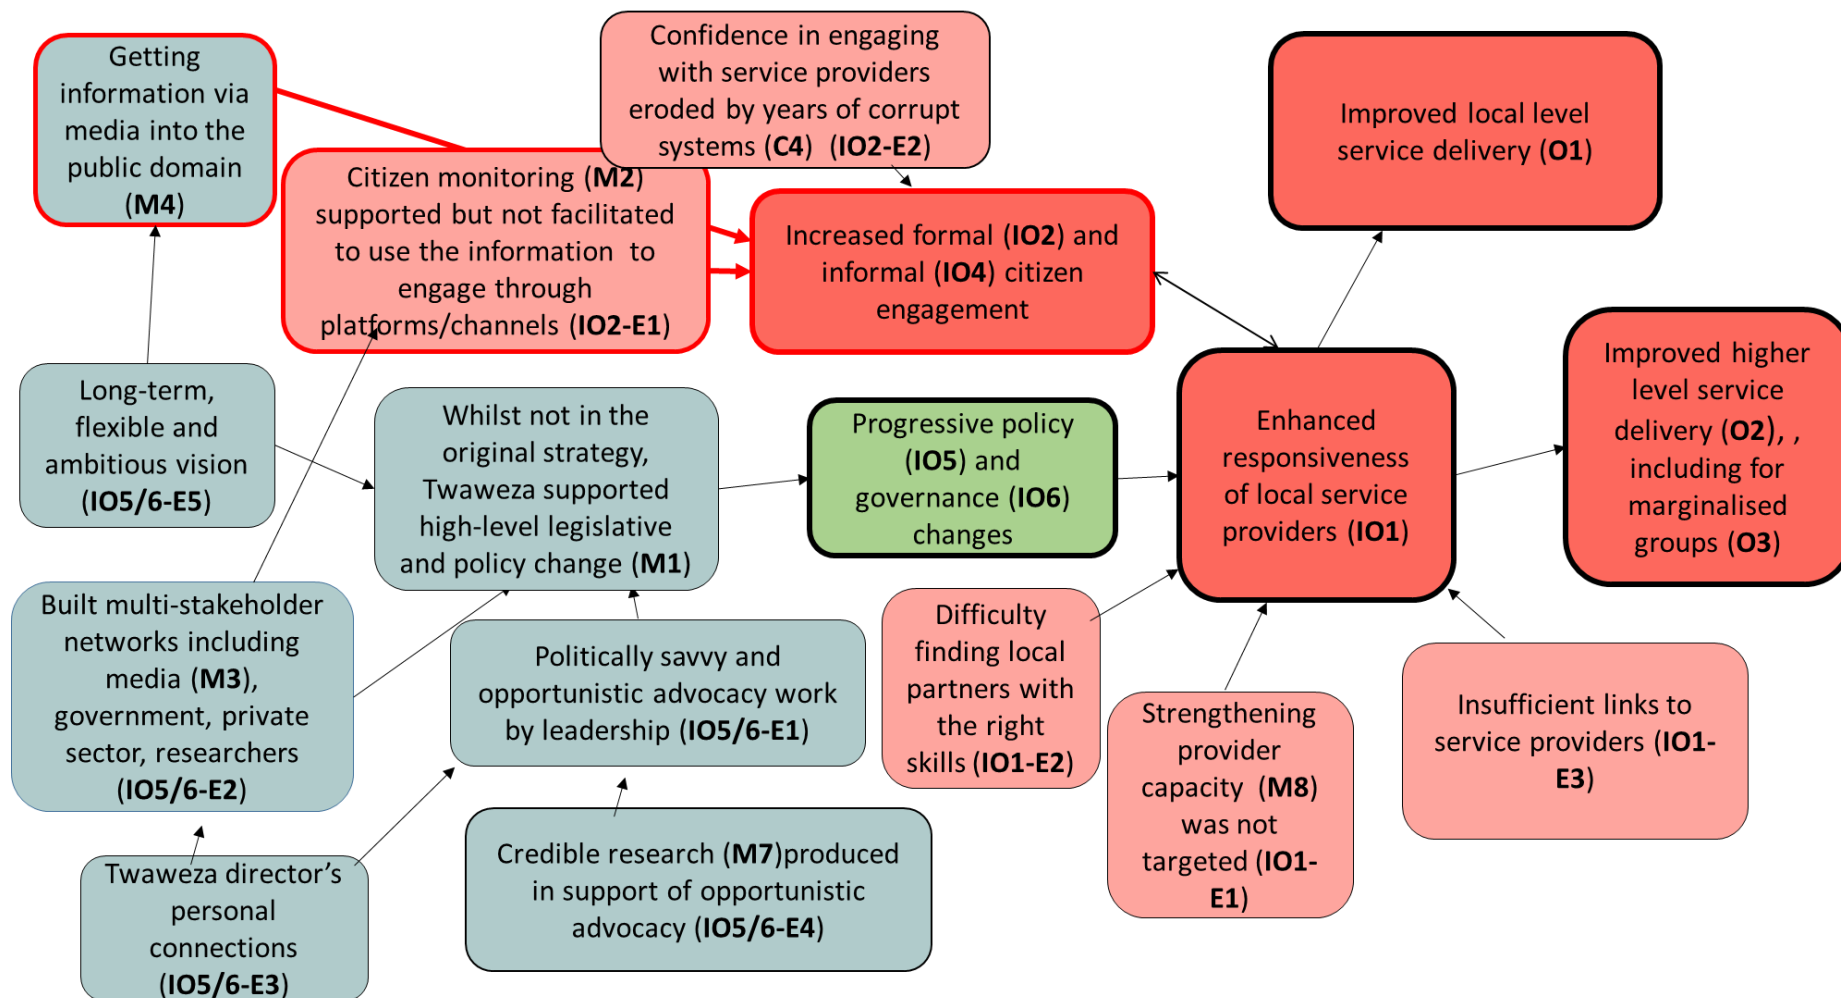 Getting
information via
media into the
public domain
(M4)
Confidence in engaging
with service providers
eroded by years of corrupt
systems (C4) (IO2-E2)
Improved local level
service delivery (O1)
Citizen monitoring (M2)
supported but not facilitated
to use the information to
engage through
platforms/channels (IO2-E1)
Increased formal (IO2) and
informal (IO4) citizen
engagement
Improved higher
level service
delivery (O2), ,
including for
marginalised
groups (O3)
Long-term,
flexible and
ambitious vision
(IO5/6-E5)
Whilst not in the
original strategy,
Twaweza supported
high-level legislative
and policy change (M1)
Progressive policy
(IO5) and
governance (IO6)
changes
Enhanced
responsiveness
of local service
providers (IO1)
Built multi-stakeholder
networks including
media (M3),
government, private
sector, researchers
(IO5/6-E2)
Politically savvy and
opportunistic advocacy work
by leadership (IO5/6-E1)
Difficulty
finding local
partners with
the right
skills (IO1-E2)
Strengthening
provider
capacity (M8)
was not
targeted (IO1-
E1)
Insufficient links to
service providers (IO1-
E3)
Twaweza director’s
personal
connections
(IO5/6-E3)
Credible research (M7)produced
in support of opportunistic
advocacy (IO5/6-E4)